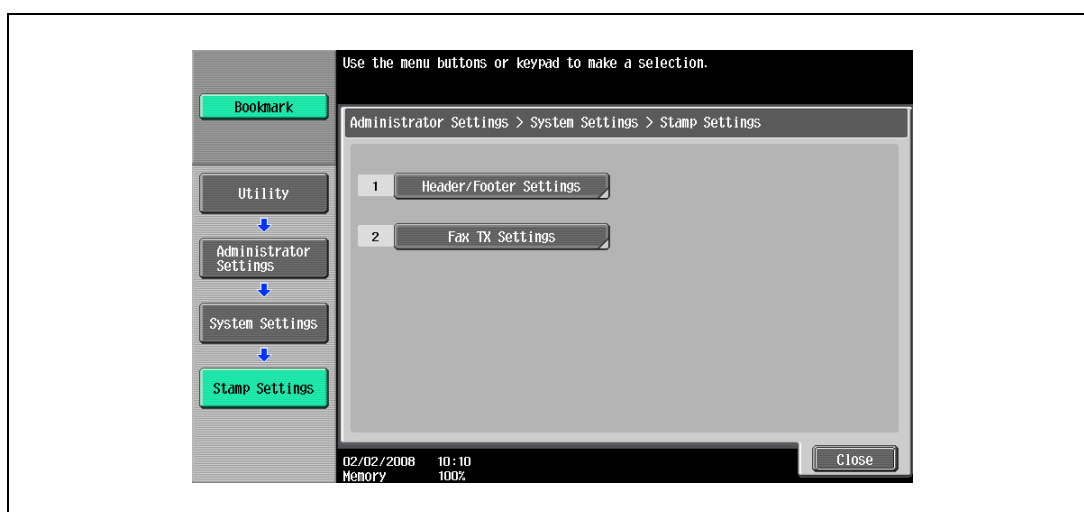 Use the menu buttons or keypad to make a selection.
Bookmark
Administrator Settings > System Settings > Stamp Settings
Utility
1 Header/Footer Settings
2 Fax TX Settings
Administrator
Settings
System Settings
Stamp Settings
02/02/2008 10:10
Memory 100%
Close